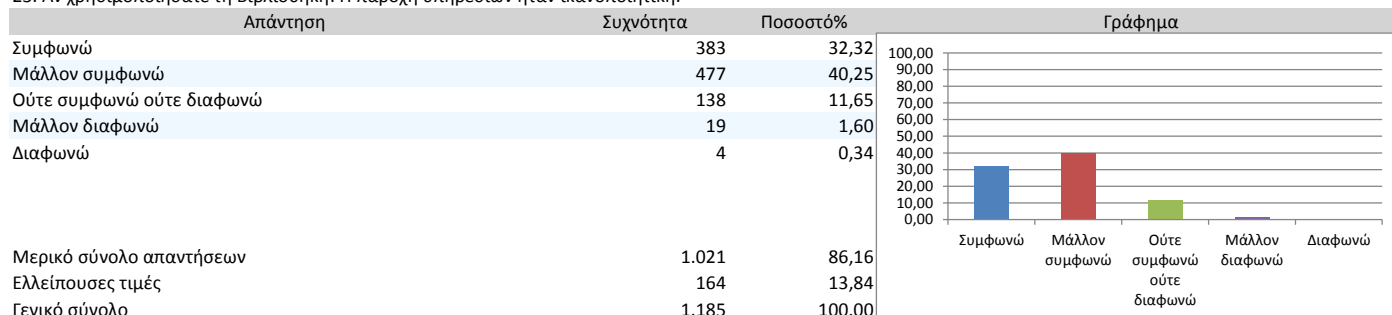 Απάντηση Συχνότητα Ποσοστό% Γράφημα
Συμφωνώ 383 32,32
Μάλλον συμφωνώ 477 40,25
Ούτε συμφωνώ ούτε διαφωνώ 138 11,65
Μάλλον διαφωνώ 19 1,60
Διαφωνώ 4 0,34
Μερικό σύνολο απαντήσεων 1.021 86,16
Ελλείπουσες τιμές 164 13,84
Γενικό σύνολο 1.185 100,00
100,00
90,00
80,00
70,00
60,00
50,00
40,00
30,00
20,00
10,00
0,00
Συμφωνώ
Μάλλον
συμφωνώ
Ούτε
συμφωνώ
ούτε
διαφωνώ
Μάλλον
διαφωνώ
Διαφωνώ